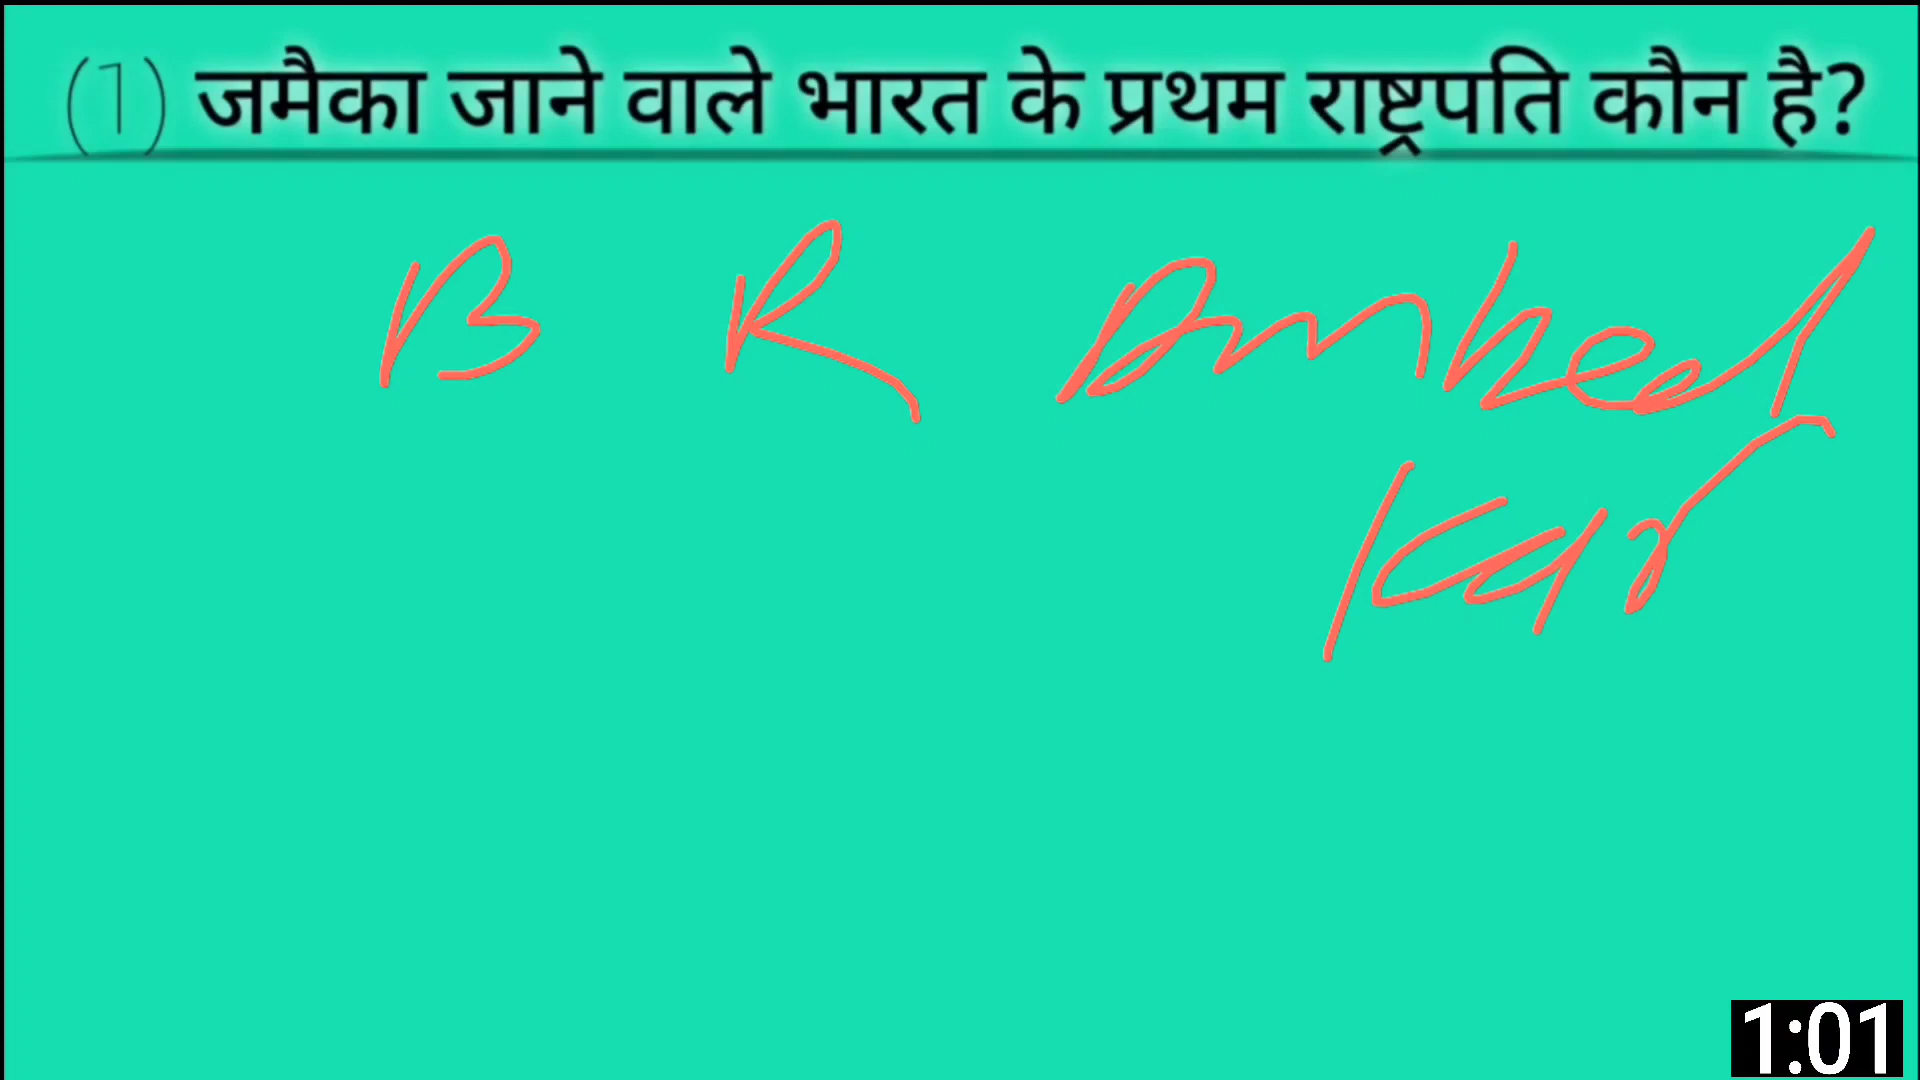 (1) जमैका जाने वाले भारत के प्रथम राष्ट्रपति कौन है?
B R Ambed
kar
1:01